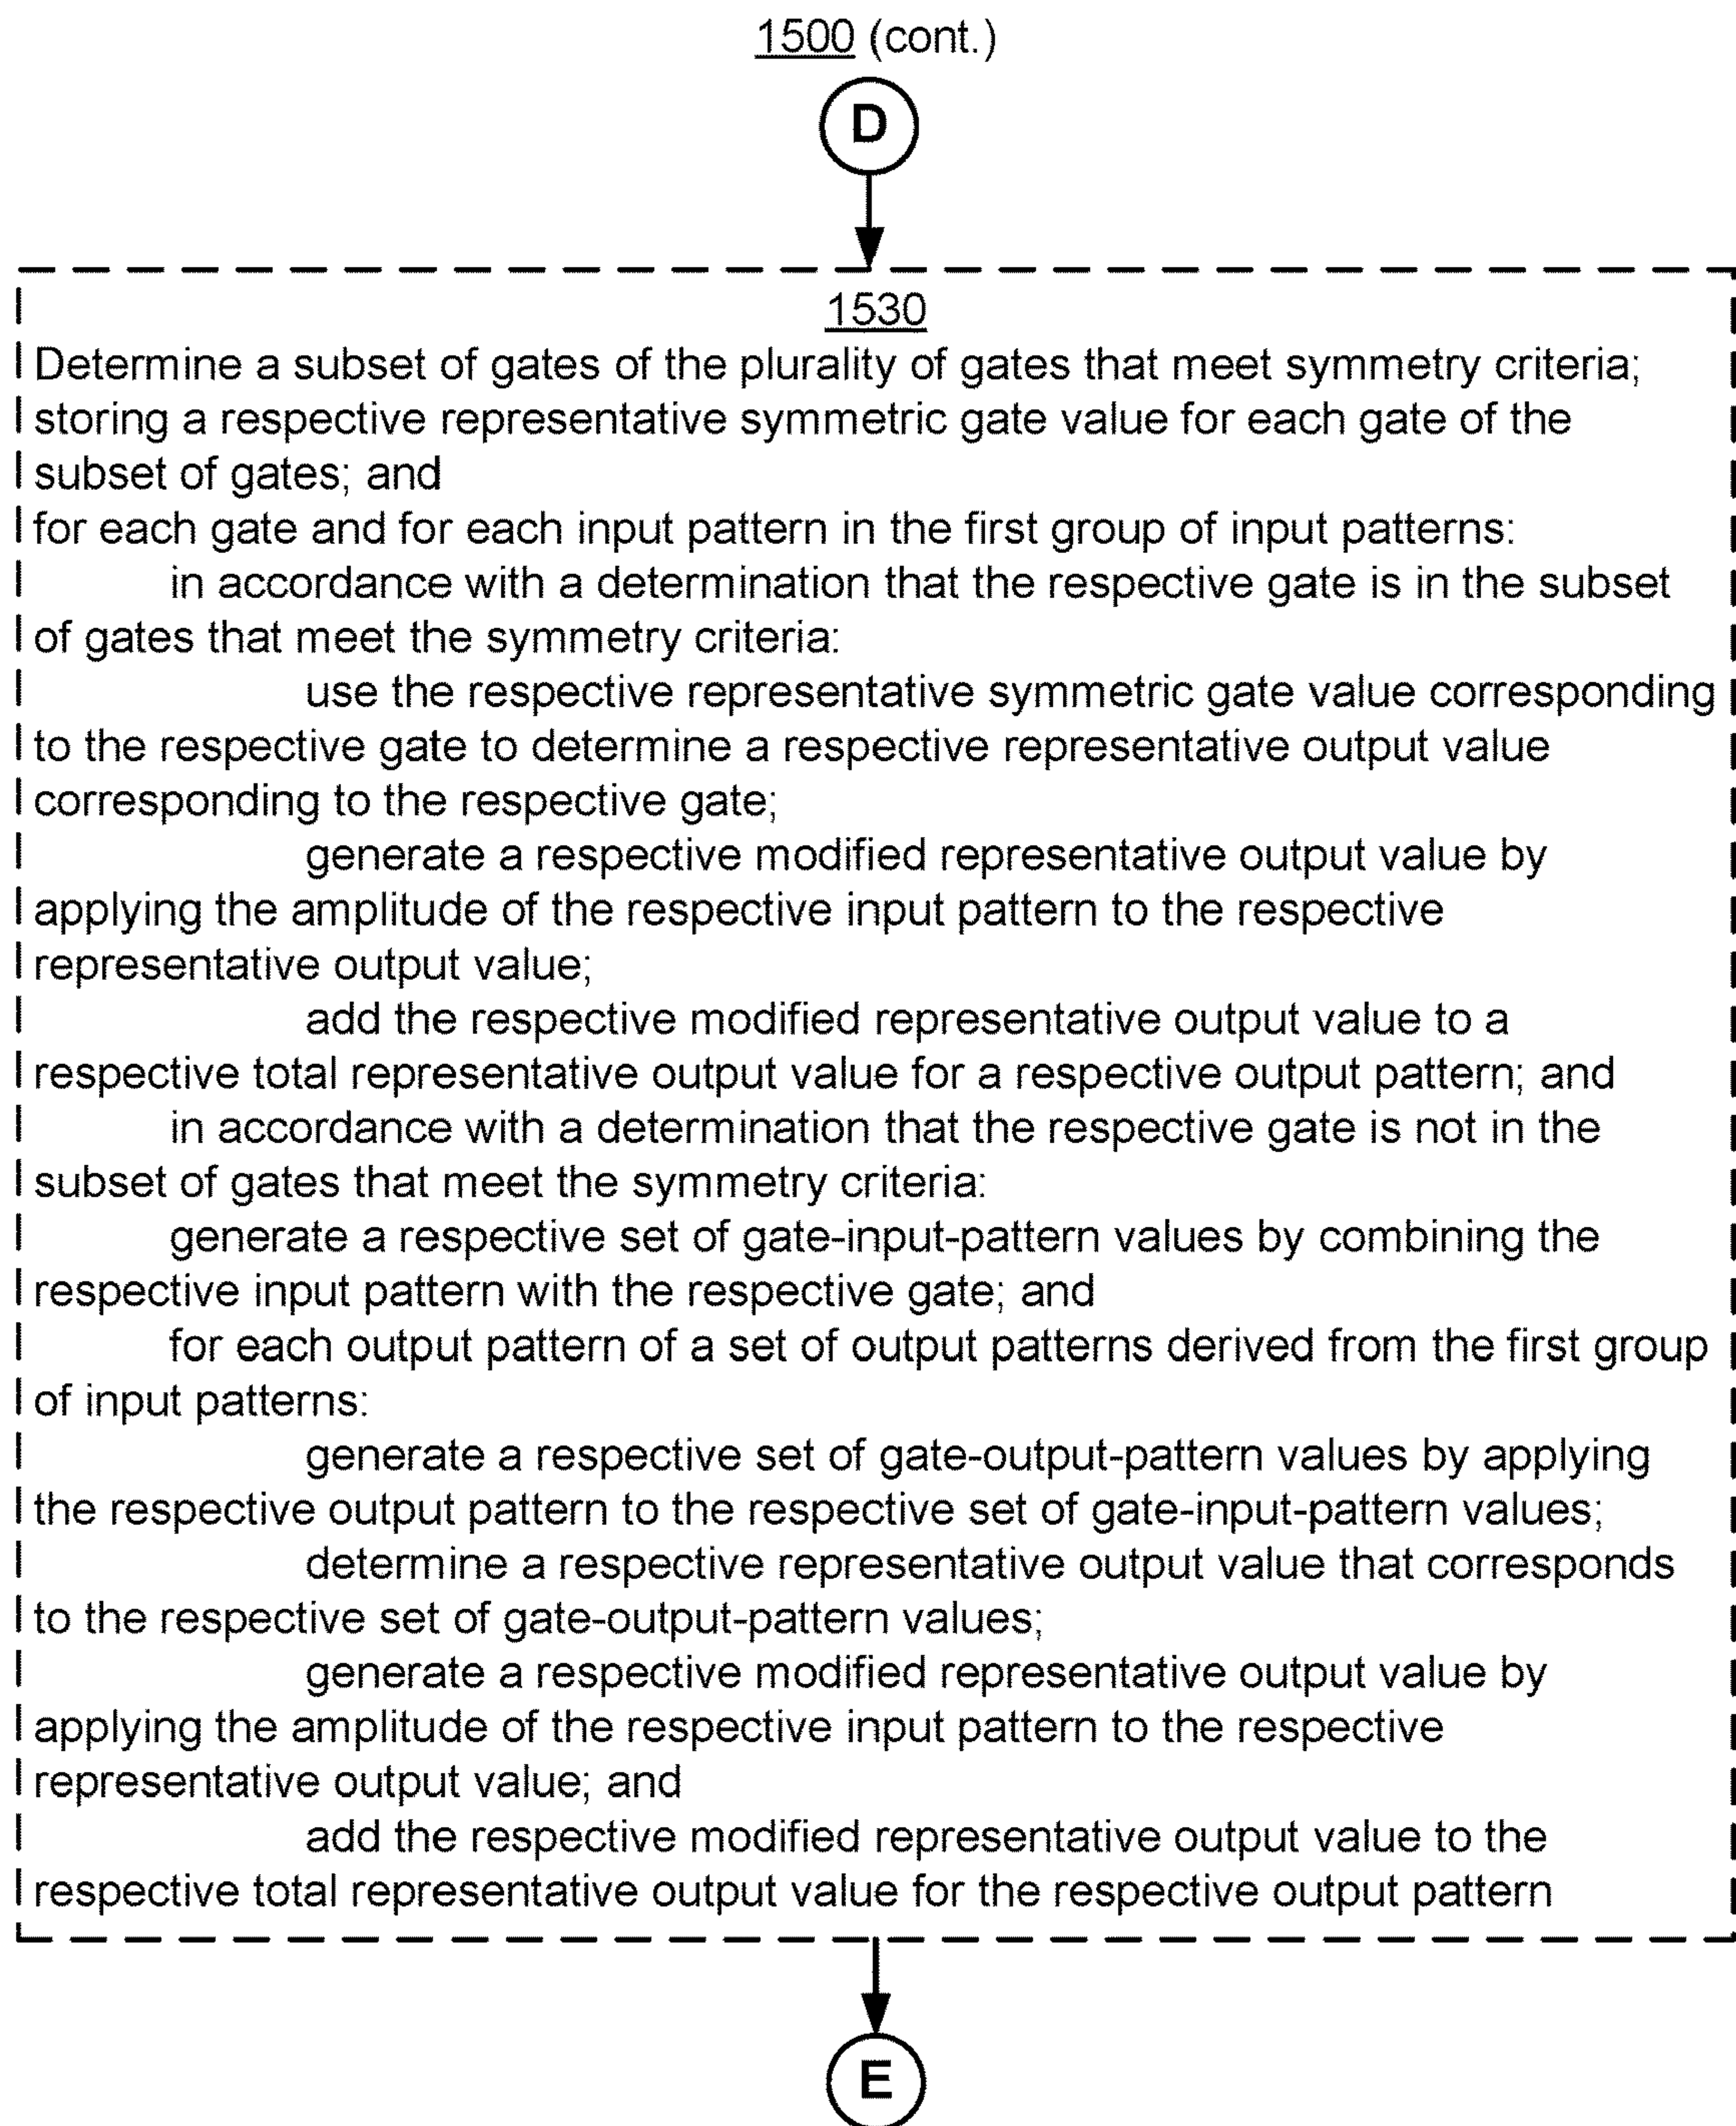 1500 (cont.)
D
1530
Determine a subset of gates of the plurality of gates that meet symmetry criteria;
storing a respective representative symmetric gate value for each gate of the
subset of gates; and
for each gate and for each input pattern in the first group of input patterns:
in accordance with a determination that the respective gate is in the subset
of gates that meet the symmetry criteria:
use the respective representative symmetric gate value corresponding
to the respective gate to determine a respective representative output value
corresponding to the respective gate;
generate a respective modified representative output value by
applying the amplitude of the respective input pattern to the respective
representative output value;
add the respective modified representative output value to a
respective total representative output value for a respective output pattern; and
in accordance with a determination that the respective gate is not in the
subset of gates that meet the symmetry criteria:
generate a respective set of gate-input-pattern values by combining the
respective input pattern with the respective gate; and
for each output pattern of a set of output patterns derived from the first group
of input patterns:
generate a respective set of gate-output-pattern values by applying
the respective output pattern to the respective set of gate-input-pattern values;
determine a respective representative output value that corresponds
to the respective set of gate-output-pattern values;
generate a respective modified representative output value by
applying the amplitude of the respective input pattern to the respective
representative output value; and
add the respective modified representative output value to the
respective total representative output value for the respective output pattern
E